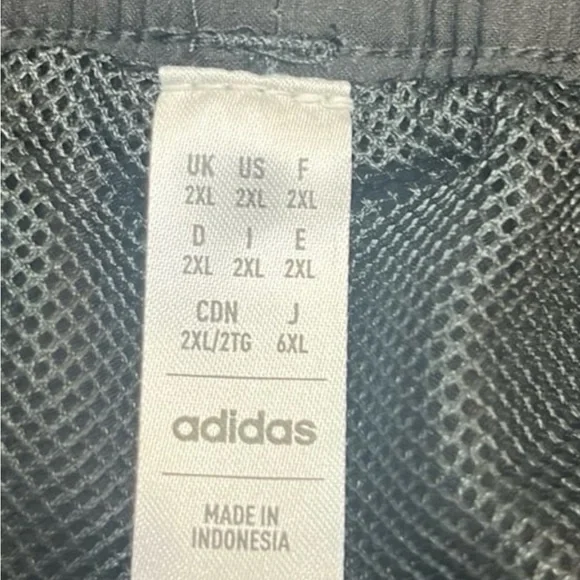 UK US F
2XL 2XL 2XL
D I E
2XL 2XL 2XL
CDN J
2XL/2TG 6XL
adidas
MADE IN
INDONESIA